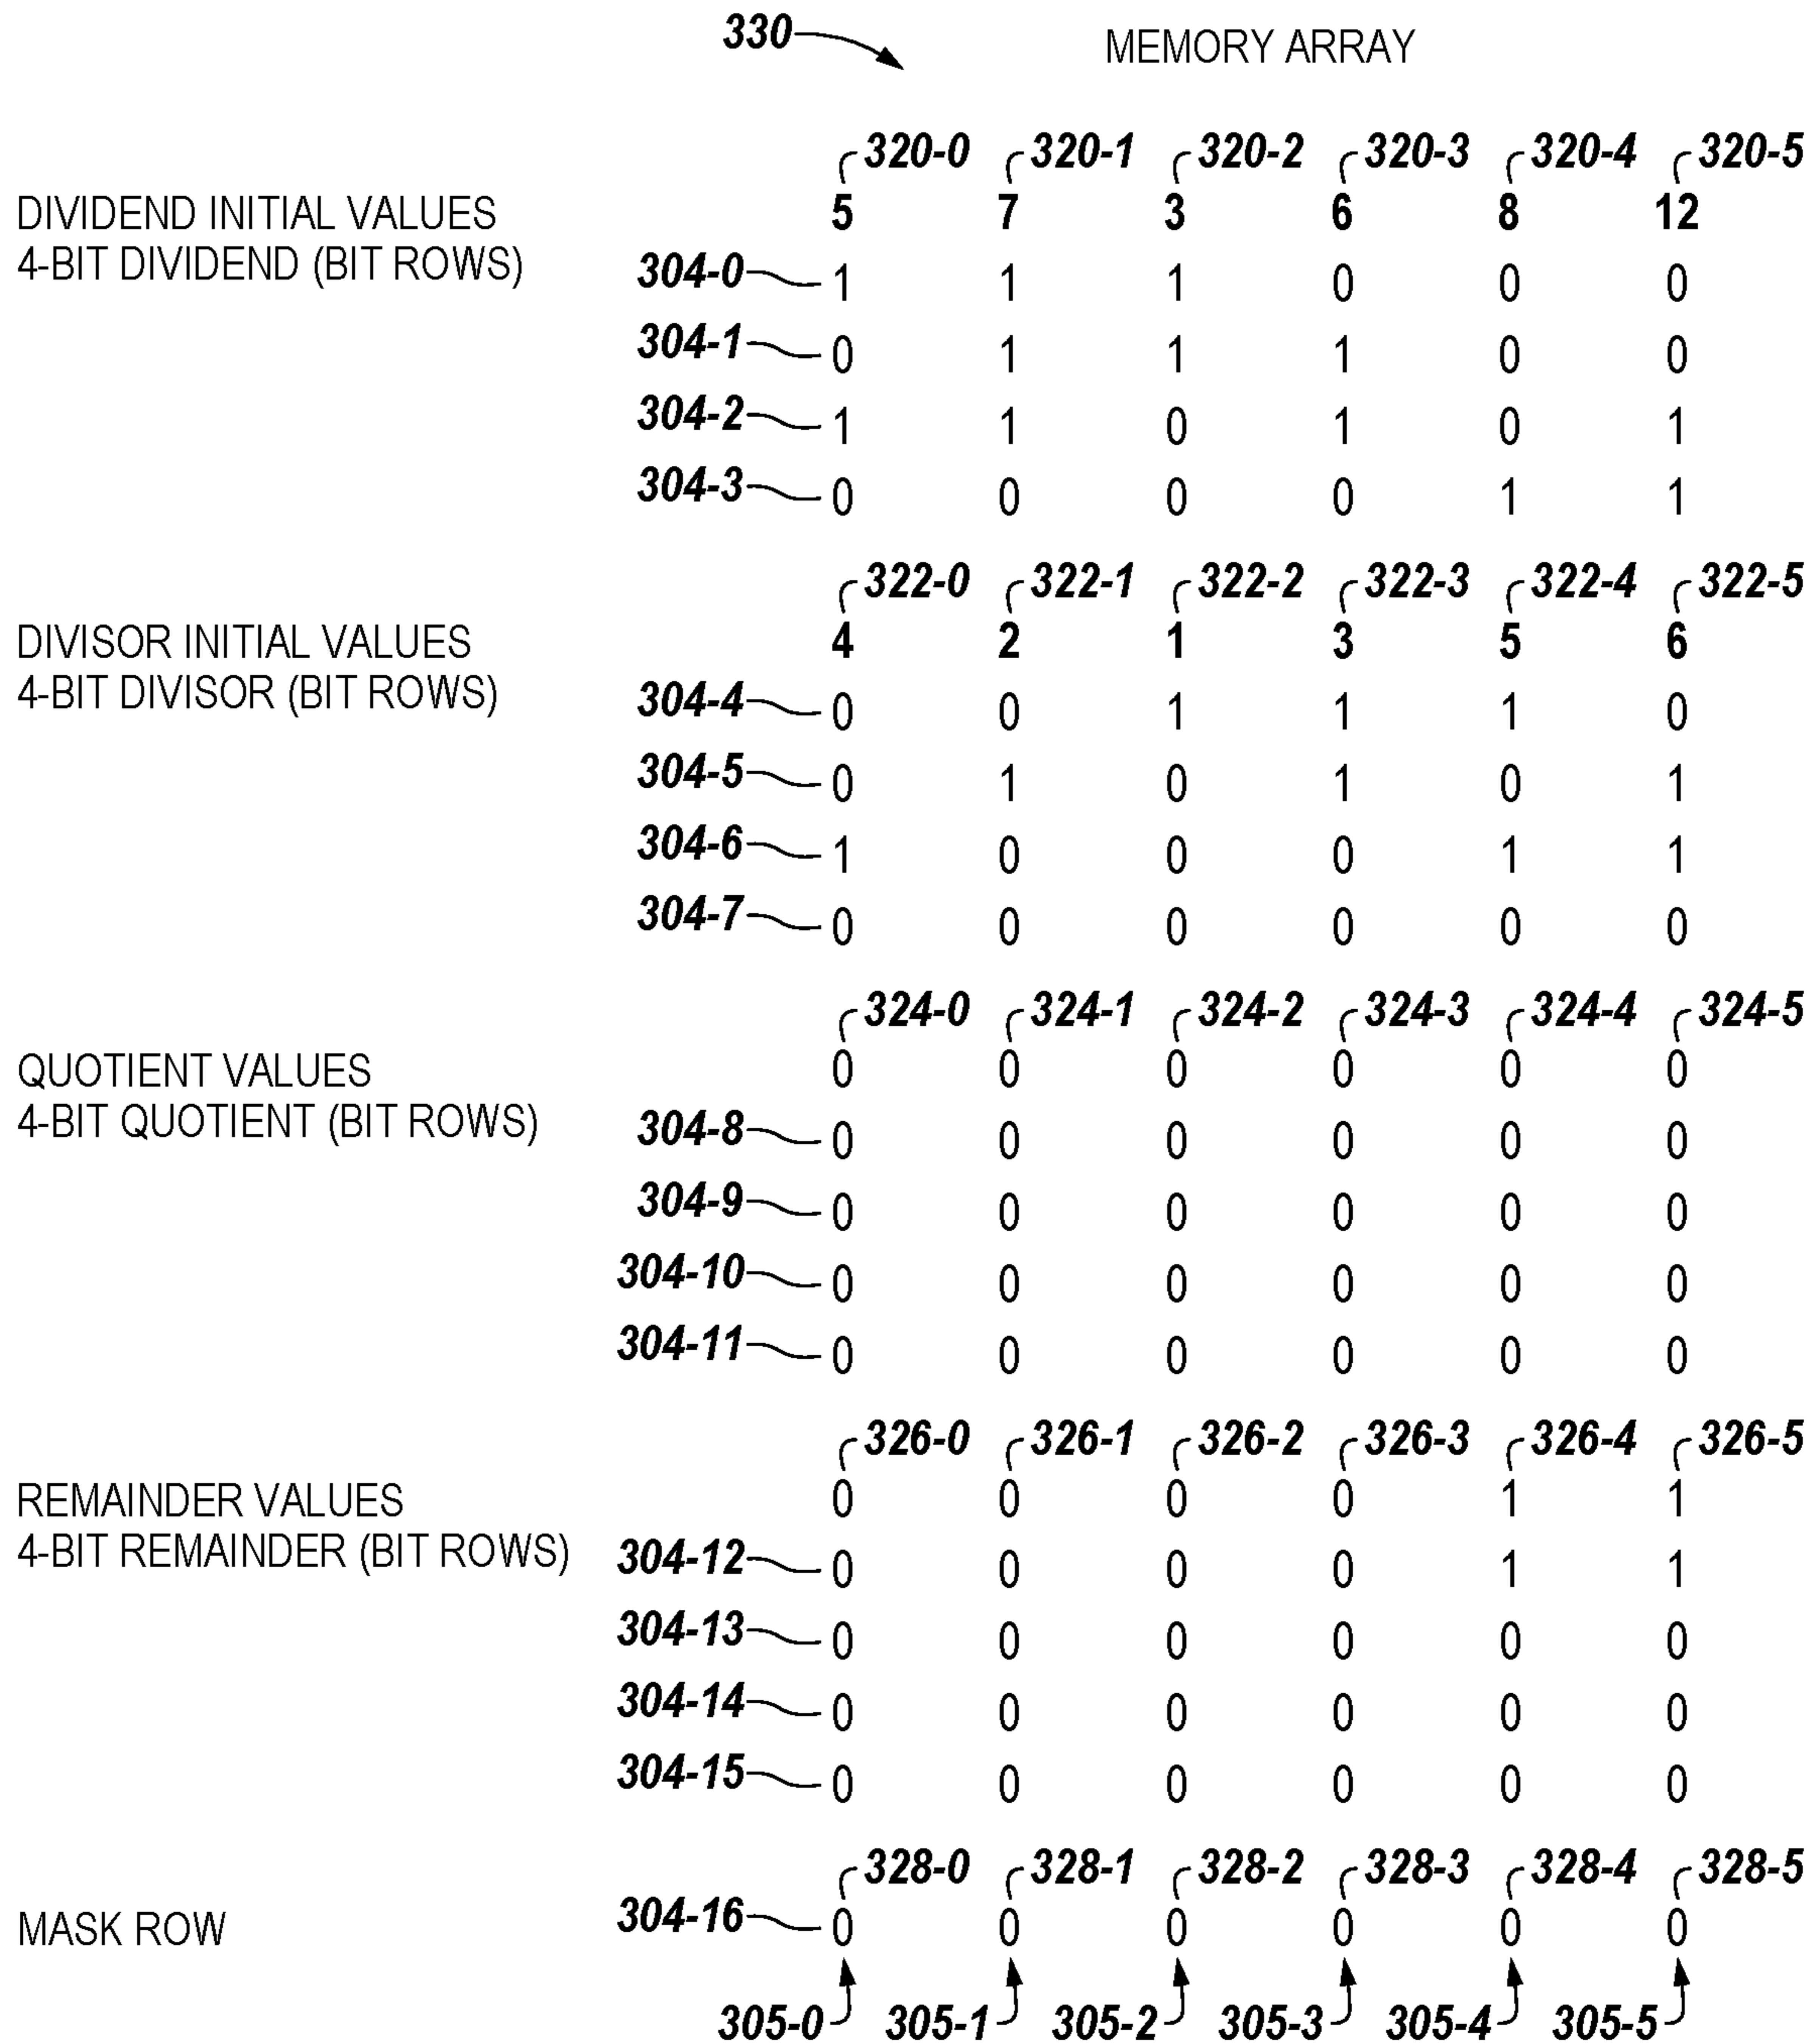 330 MEMORY ARRAY
320-0 320-1 320-2 320-3 320-4 320-5
DIVIDEND INITIAL VALUES 5 7 3 6 8 12
4-BIT DIVIDEND (BIT ROWS)
304-0 1 1 1 0 0 0
304-1 0 1 1 1 0 0
304-2 1 1 0 1 0 1
304-3 0 0 0 0 1 1
322-0 322-1 322-2 322-3 322-4 322-5
DIVISOR INITIAL VALUES 4 2 1 3 5 6
4-BIT DIVISOR (BIT ROWS)
304-4 0 0 1 1 1 0
304-5 0 1 0 1 0 1
304-6 1 0 0 0 1 1
304-7 0 0 0 0 0 0
324-0 324-1 324-2 324-3 324-4 324-5
QUOTIENT VALUES 0 0 0 0 0 0
4-BIT QUOTIENT (BIT ROWS)
304-8 0 0 0 0 0 0
304-9 0 0 0 0 0 0
304-10 0 0 0 0 0 0
304-11 0 0 0 0 0 0
326-0 326-1 326-2 326-3 326-4 326-5
REMAINDER VALUES 0 0 0 0 1 1
4-BIT REMAINDER (BIT ROWS)
304-12 0 0 0 0 1 1
304-13 0 0 0 0 0 0
304-14 0 0 0 0 0 0
304-15 0 0 0 0 0 0
328-0 328-1 328-2 328-3 328-4 328-5
MASK ROW 304-16 0 0 0 0 0 0
305-0 305-1 305-2 305-3 305-4 305-5